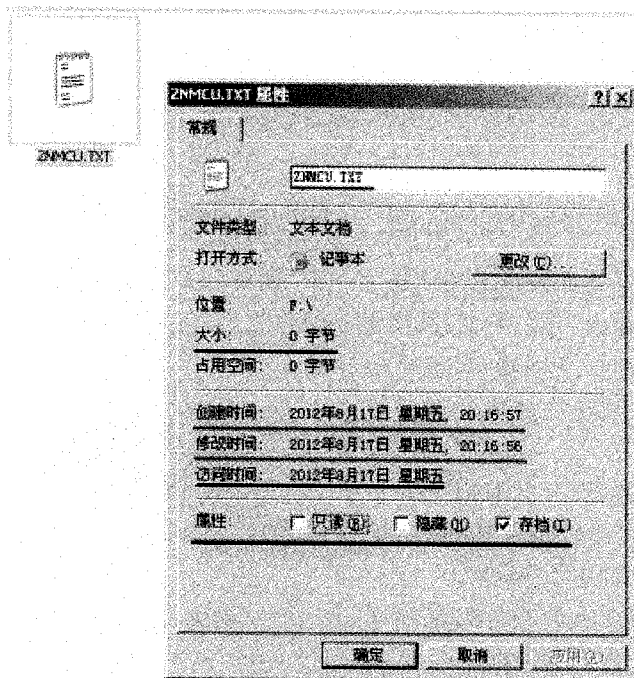 ZNMCU.TXT
ZNMCU.TXT 属性
? ×
常规
ZNMCU.TXT
文件类型: 文本文档
打开方式: 记事本 更改(C)...
位置: F:\
大小: 0 字节
占用空间: 0 字节
创建时间: 2012年8月17日 星期五, 20:16:57
修改时间: 2012年8月17日 星期五, 20:16:56
访问时间: 2012年8月17日 星期五
属性: 只读(R) 隐藏(H) 存档(I)
确定 取消 应用(A)